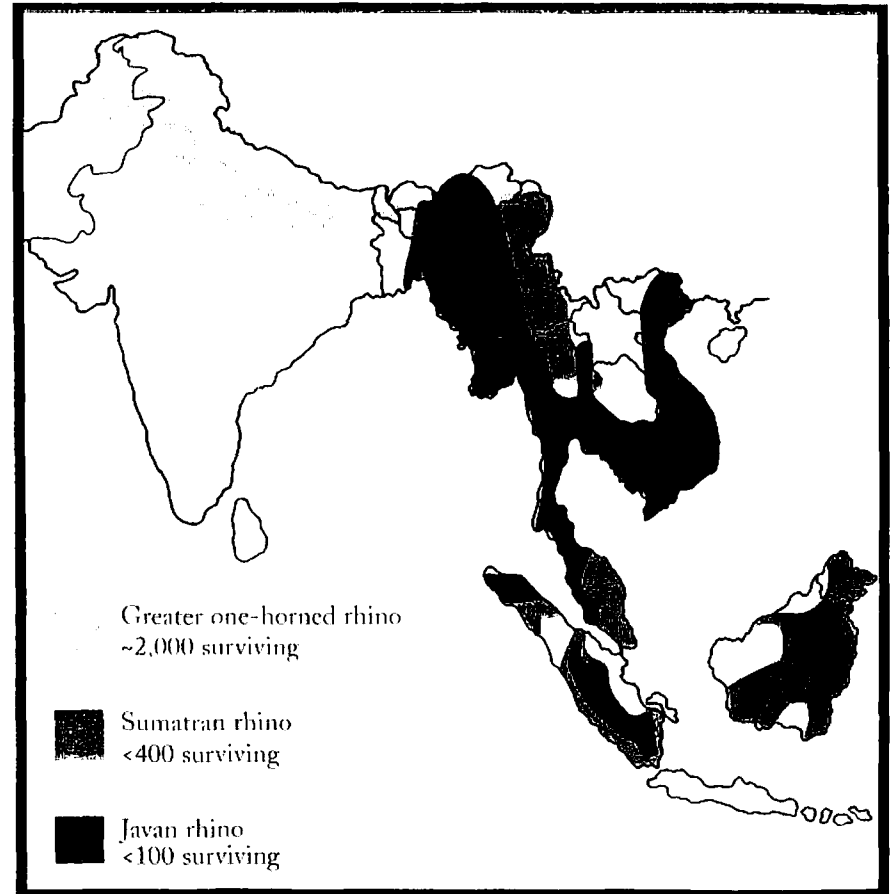 Greater one-horned rhino
~2,000 surviving
Sumatran rhino
<400 surviving
Javan rhino
<100 surviving